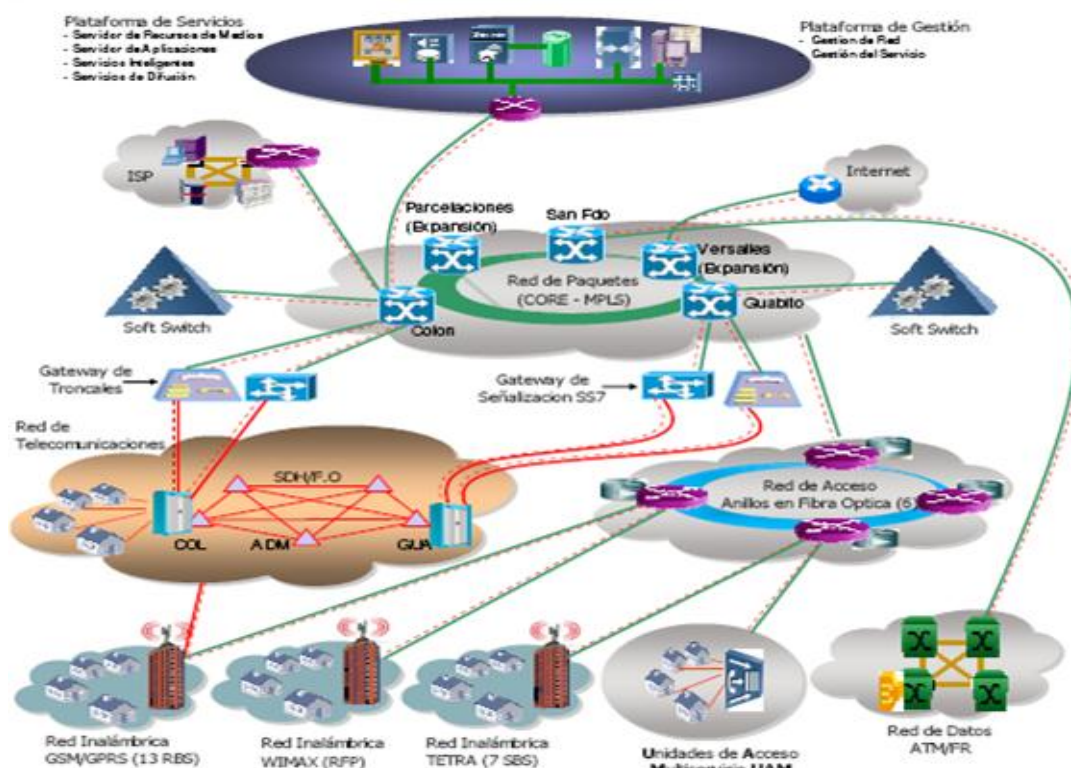 Plataforma de Servicios
- Servidor de Recursos de Medios
- Servidor de Aplicaciones
- Servicios Inteligentes
- Servicios de Difusión
Plataforma de Gestión
- Gestion de Red
Gestión del Servicio
ISP
Internet
Parcelaciones
(Expansión)
San Fdo
Versalles
(Expansión)
Red de Paquetes
(CORE - MPLS)
Colon
Guabito
Soft Switch
Soft Switch
Gateway de
Troncales
Gateway de
Señalizacion SS7
Red de
Telecomunicaciones
SDH/F.O
COL
ADM
GUA
Red de Acceso
Anillos en Fibra Optica (6)
Red Inalámbrica
GSM/GPRS (13 RBS)
Red Inalámbrica
WIMAX (RFP)
Red Inalámbrica
TETRA (7 SBS)
Unidades de Acceso
Multiservicio UAM
Red de Datos
ATM/FR